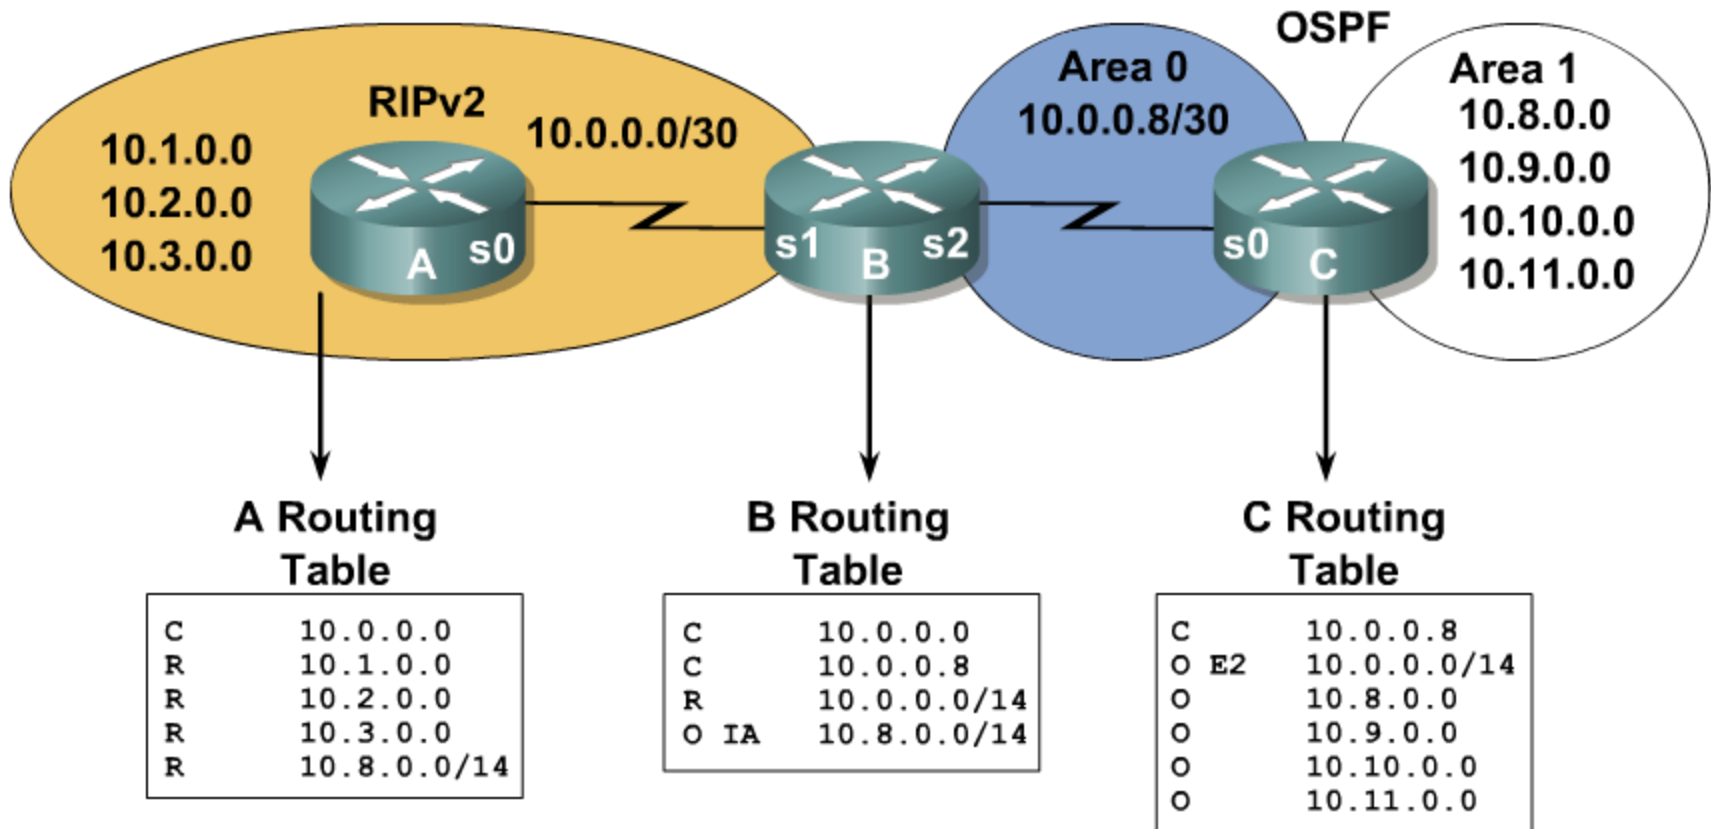 OSPF
RIPv2
10.1.0.0
10.2.0.0
10.3.0.0
10.0.0.0/30
Area 0
10.0.0.8/30
Area 1
10.8.0.0
10.9.0.0
10.10.0.0
10.11.0.0
A s0
s1 B s2
s0 C
A Routing
Table
C 10.0.0.0
R 10.1.0.0
R 10.2.0.0
R 10.3.0.0
R 10.8.0.0/14
B Routing
Table
C 10.0.0.0
C 10.0.0.8
R 10.0.0.0/14
O IA 10.8.0.0/14
C Routing
Table
C 10.0.0.8
O E2 10.0.0.0/14
O 10.8.0.0
O 10.9.0.0
O 10.10.0.0
O 10.11.0.0